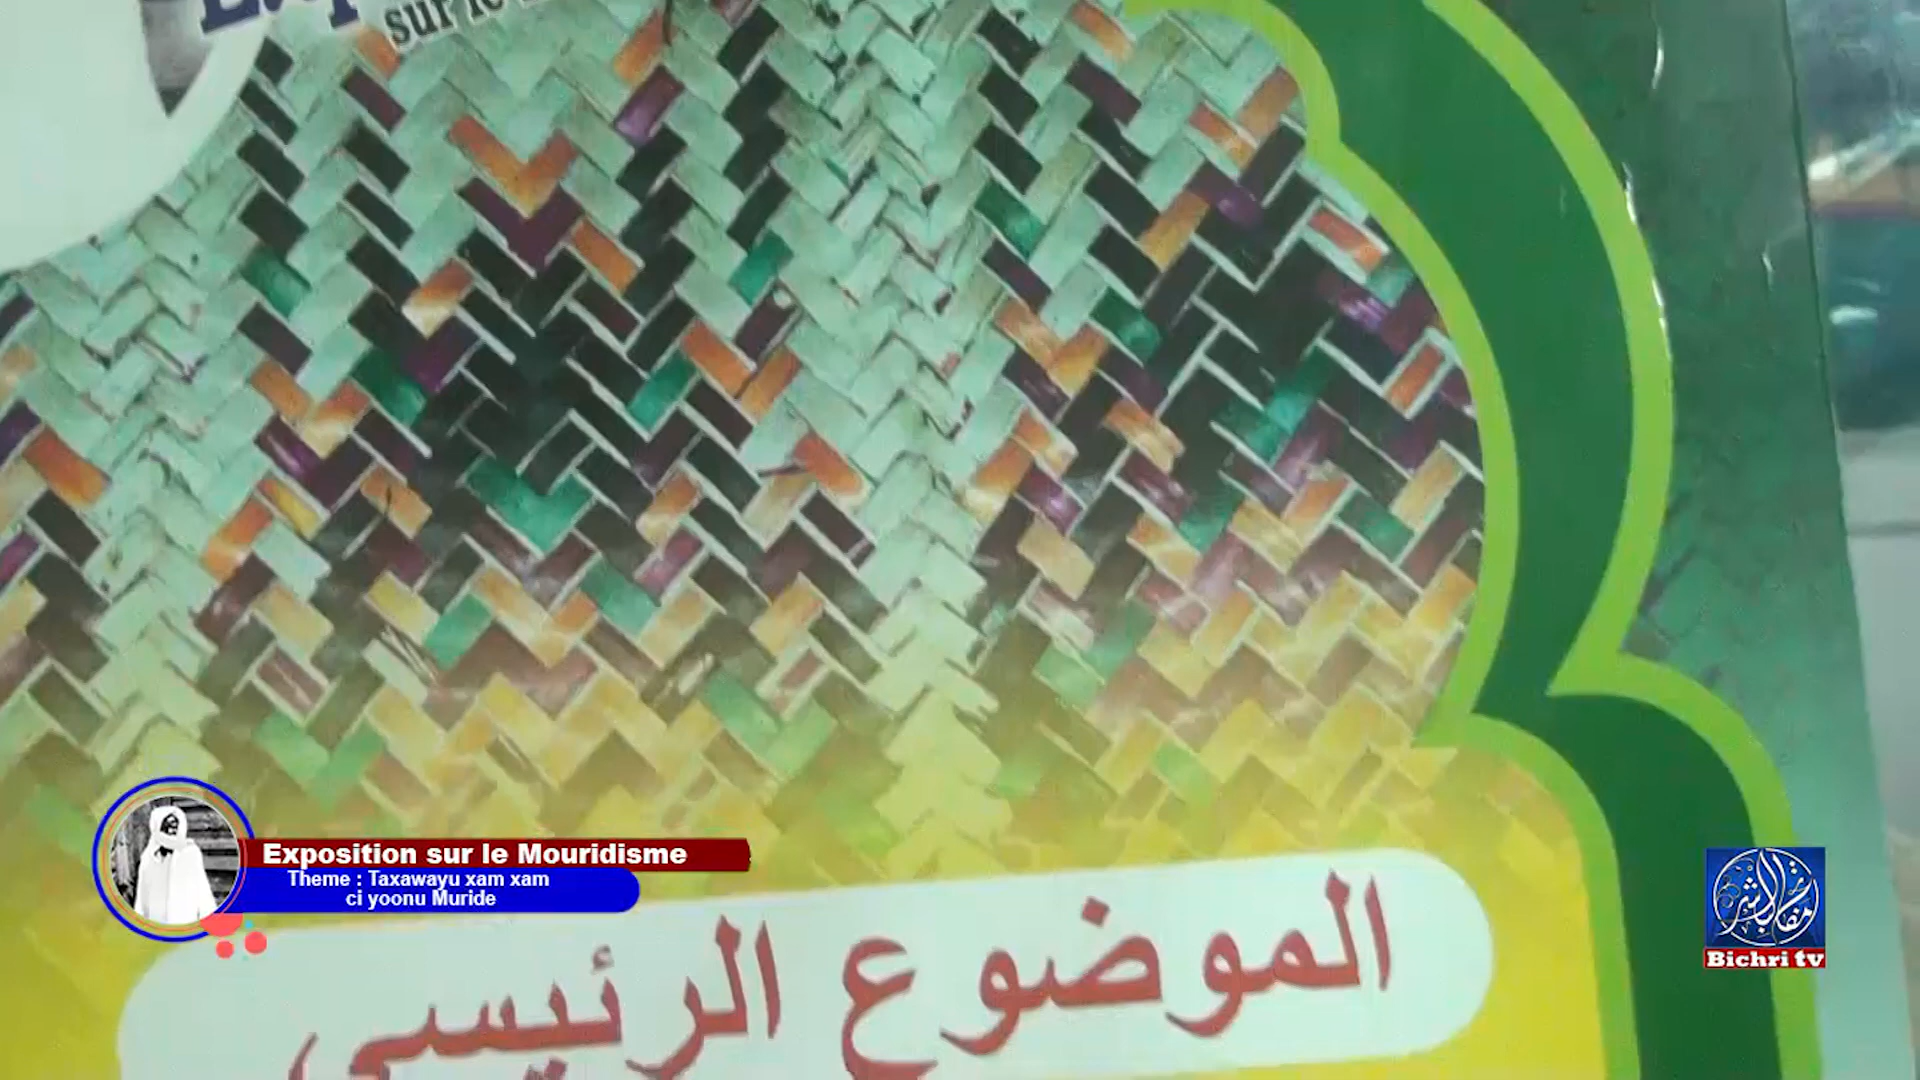 sur le
Exposition sur le Mouridisme
Theme : Taxawayu xam xam
ci yoonu Muride
الموضوع الرئيسي
Bichri tv